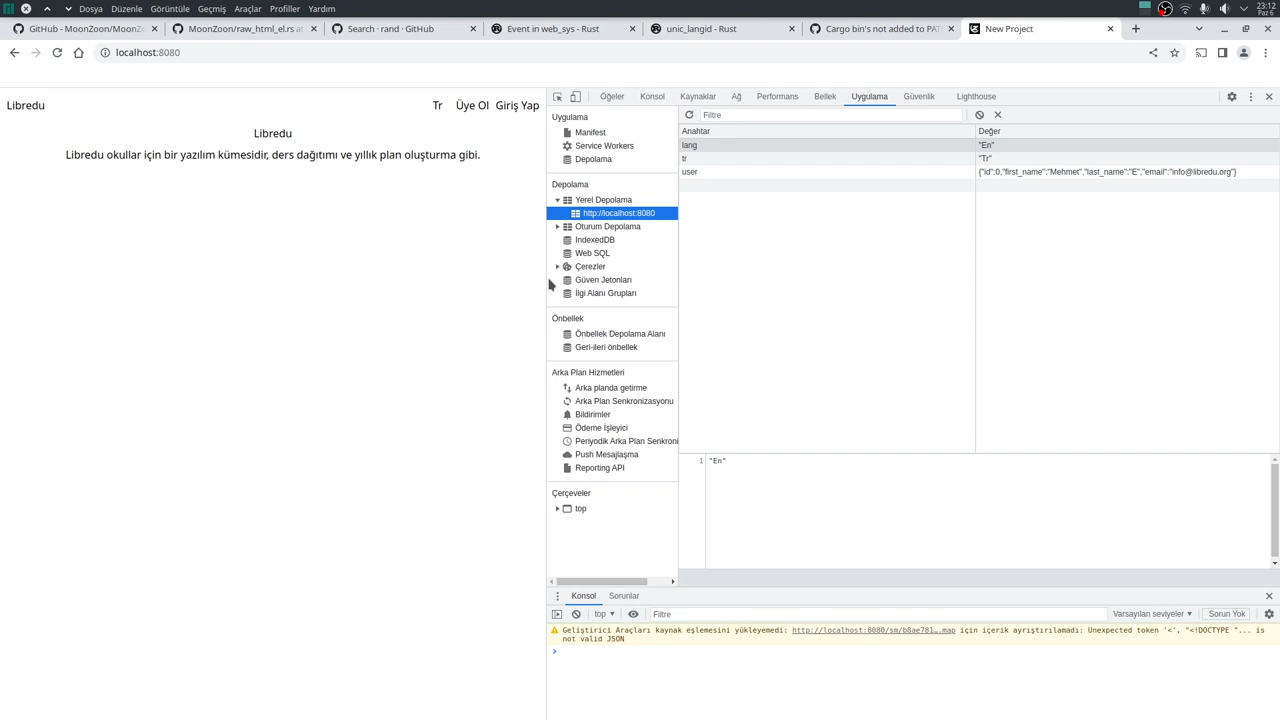 Dosya Düzenle Görüntüle Geçmiş Araçlar Profiller Yardım
23:12
Paz 6
GitHub - MoonZoon/MoonZo
MoonZoon/raw_html_el.rs at
Search · rand · GitHub
Event in web_sys - Rust
unic_langid - Rust
Cargo bin's not added to PAT
New Project
localhost:8080
Libredu
Tr Üye Ol Giriş Yap
Libredu
Libredu okullar için bir yazılım kümesidir, ders dağıtımı ve yıllık plan oluşturma gibi.
Öğeler Konsol Kaynaklar Ağ Performans Bellek Uygulama Güvenlik Lighthouse
Uygulama
Manifest
Service Workers
Depolama
Depolama
Yerel Depolama
http://localhost:8080
Oturum Depolama
IndexedDB
Web SQL
Çerezler
Güven Jetonları
İlgi Alanı Grupları
Önbellek
Önbellek Depolama Alanı
Geri-ileri önbellek
Arka Plan Hizmetleri
Arka planda getirme
Arka Plan Senkronizasyonu
Bildirimler
Ödeme İşleyici
Periyodik Arka Plan Senkroni
Push Mesajlaşma
Reporting API
Çerçeveler
top
Filtre
Anahtar Değer
lang "En"
tr "Tr"
user {"id":0,"first_name":"Mehmet","last_name":"E","email":"info@libredu.org"}
1 "En"
Konsol Sorunlar
top Filtre Varsayılan seviyeler Sorun Yok
Geliştirici Araçları kaynak eşlemesini yükleyemedi: http://localhost:8080/sm/b8ae781….map için içerik ayrıştırılamadı: Unexpected token '<', "<!DOCTYPE "... is
not valid JSON